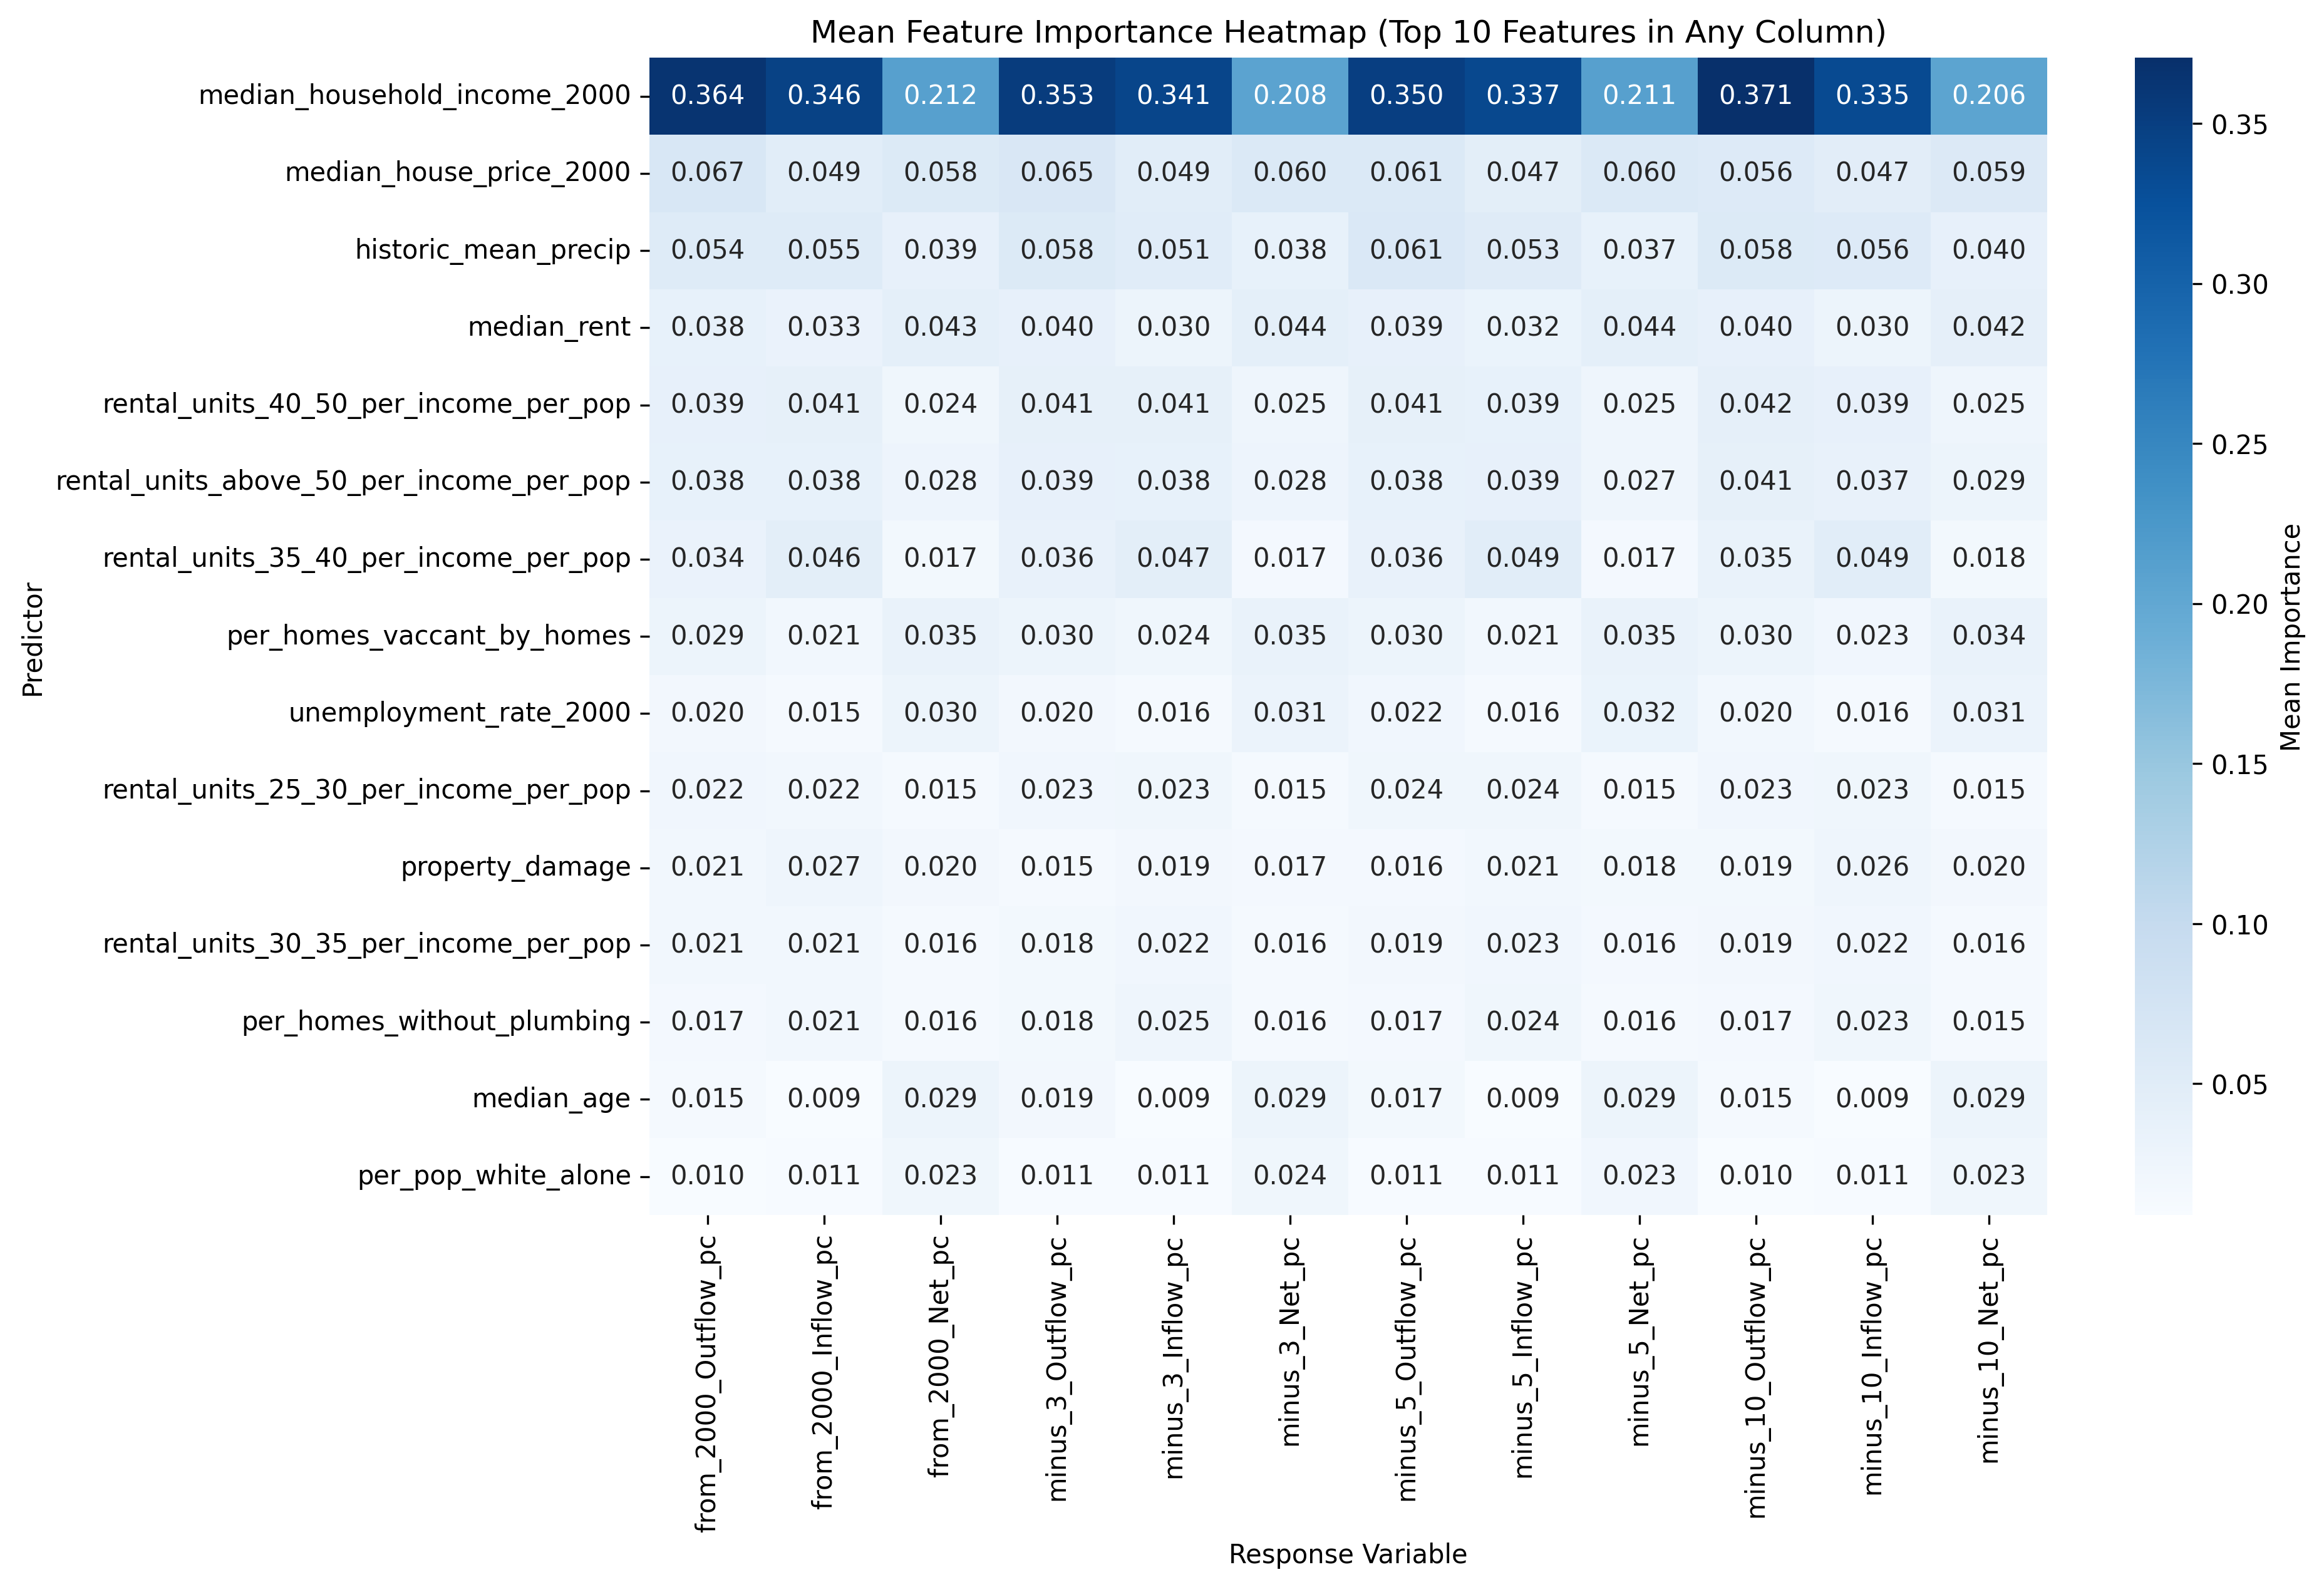 Mean Feature Importance Heatmap (Top 10 Features in Any Column)
Predictor
median_household_income_2000 0.364 0.346 0.212 0.353 0.341 0.208 0.350 0.337 0.211 0.371 0.335 0.206
median_house_price_2000 0.067 0.049 0.058 0.065 0.049 0.060 0.061 0.047 0.060 0.056 0.047 0.059
historic_mean_precip 0.054 0.055 0.039 0.058 0.051 0.038 0.061 0.053 0.037 0.058 0.056 0.040
median_rent 0.038 0.033 0.043 0.040 0.030 0.044 0.039 0.032 0.044 0.040 0.030 0.042
rental_units_40_50_per_income_per_pop 0.039 0.041 0.024 0.041 0.041 0.025 0.041 0.039 0.025 0.042 0.039 0.025
rental_units_above_50_per_income_per_pop 0.038 0.038 0.028 0.039 0.038 0.028 0.038 0.039 0.027 0.041 0.037 0.029
rental_units_35_40_per_income_per_pop 0.034 0.046 0.017 0.036 0.047 0.017 0.036 0.049 0.017 0.035 0.049 0.018
per_homes_vaccant_by_homes 0.029 0.021 0.035 0.030 0.024 0.035 0.030 0.021 0.035 0.030 0.023 0.034
unemployment_rate_2000 0.020 0.015 0.030 0.020 0.016 0.031 0.022 0.016 0.032 0.020 0.016 0.031
rental_units_25_30_per_income_per_pop 0.022 0.022 0.015 0.023 0.023 0.015 0.024 0.024 0.015 0.023 0.023 0.015
property_damage 0.021 0.027 0.020 0.015 0.019 0.017 0.016 0.021 0.018 0.019 0.026 0.020
rental_units_30_35_per_income_per_pop 0.021 0.021 0.016 0.018 0.022 0.016 0.019 0.023 0.016 0.019 0.022 0.016
per_homes_without_plumbing 0.017 0.021 0.016 0.018 0.025 0.016 0.017 0.024 0.016 0.017 0.023 0.015
median_age 0.015 0.009 0.029 0.019 0.009 0.029 0.017 0.009 0.029 0.015 0.009 0.029
per_pop_white_alone 0.010 0.011 0.023 0.011 0.011 0.024 0.011 0.011 0.023 0.010 0.011 0.023
from_2000_Outflow_pc
from_2000_Inflow_pc
from_2000_Net_pc
minus_3_Outflow_pc
minus_3_Inflow_pc
minus_3_Net_pc
minus_5_Outflow_pc
minus_5_Inflow_pc
minus_5_Net_pc
minus_10_Outflow_pc
minus_10_Inflow_pc
minus_10_Net_pc
Response Variable
0.35
0.30
0.25
0.20
0.15
0.10
0.05
Mean Importance